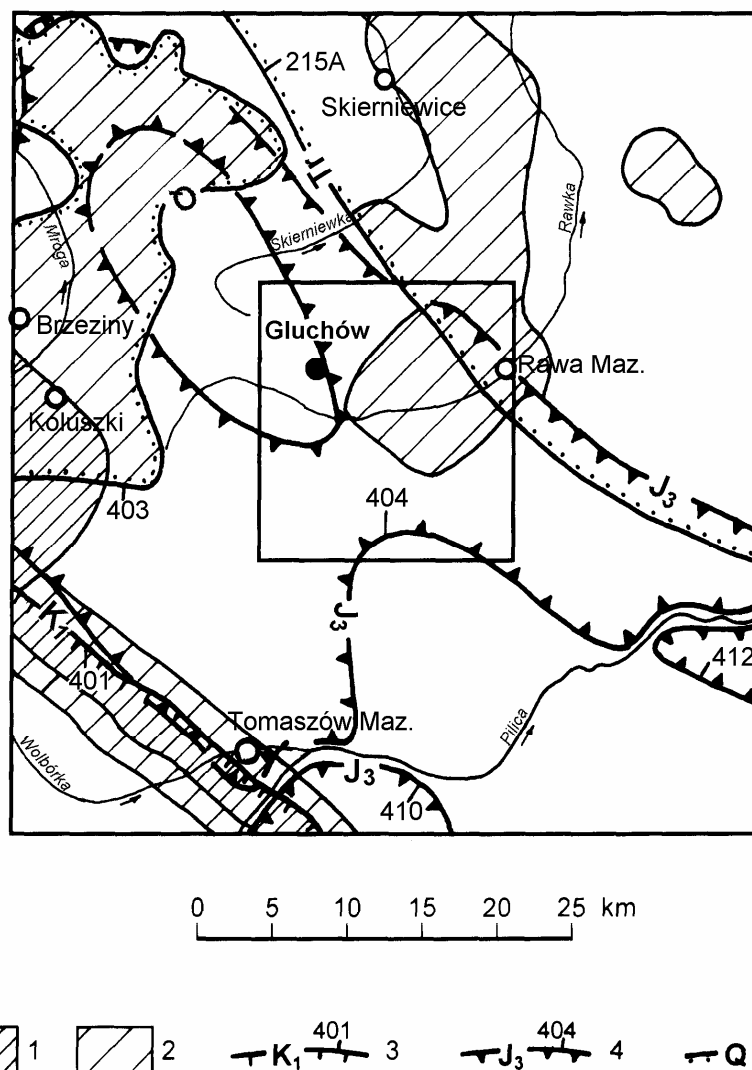 215A
Skierniewice
Tr
Rawka
Skierniewka
Mroga
Brzeziny
Głuchów
Rawa Maz.
Koluszki
J3
403
404
K1
J3
412
401
Tomaszów Maz.
Pilica
Wolbórka
J3
410
0 5 10 15 20 25 km
1 2 K1 401 3 J3 404 4 Q